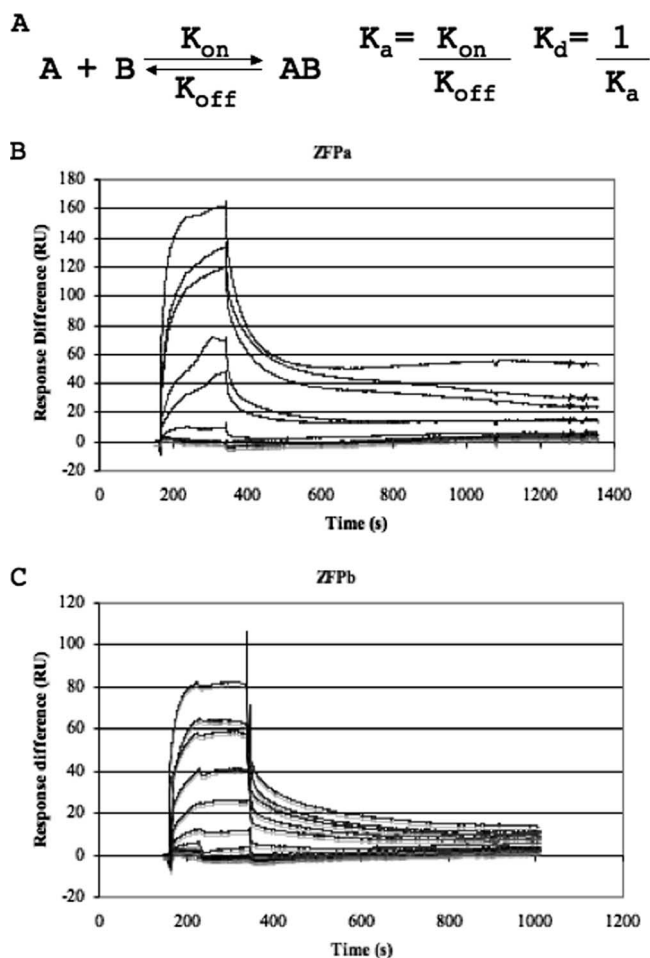 A
A + B Kon Koff AB Ka= Kon Koff Kd= 1 Ka
B
ZFPa
Response Difference (RU)
180
160
140
120
100
80
60
40
20
0
-20
0 200 400 600 800 1000 1200 1400
Time (s)
C
ZFPb
Response difference (RU)
120
100
80
60
40
20
0
-20
0 200 400 600 800 1000 1200
Time (s)